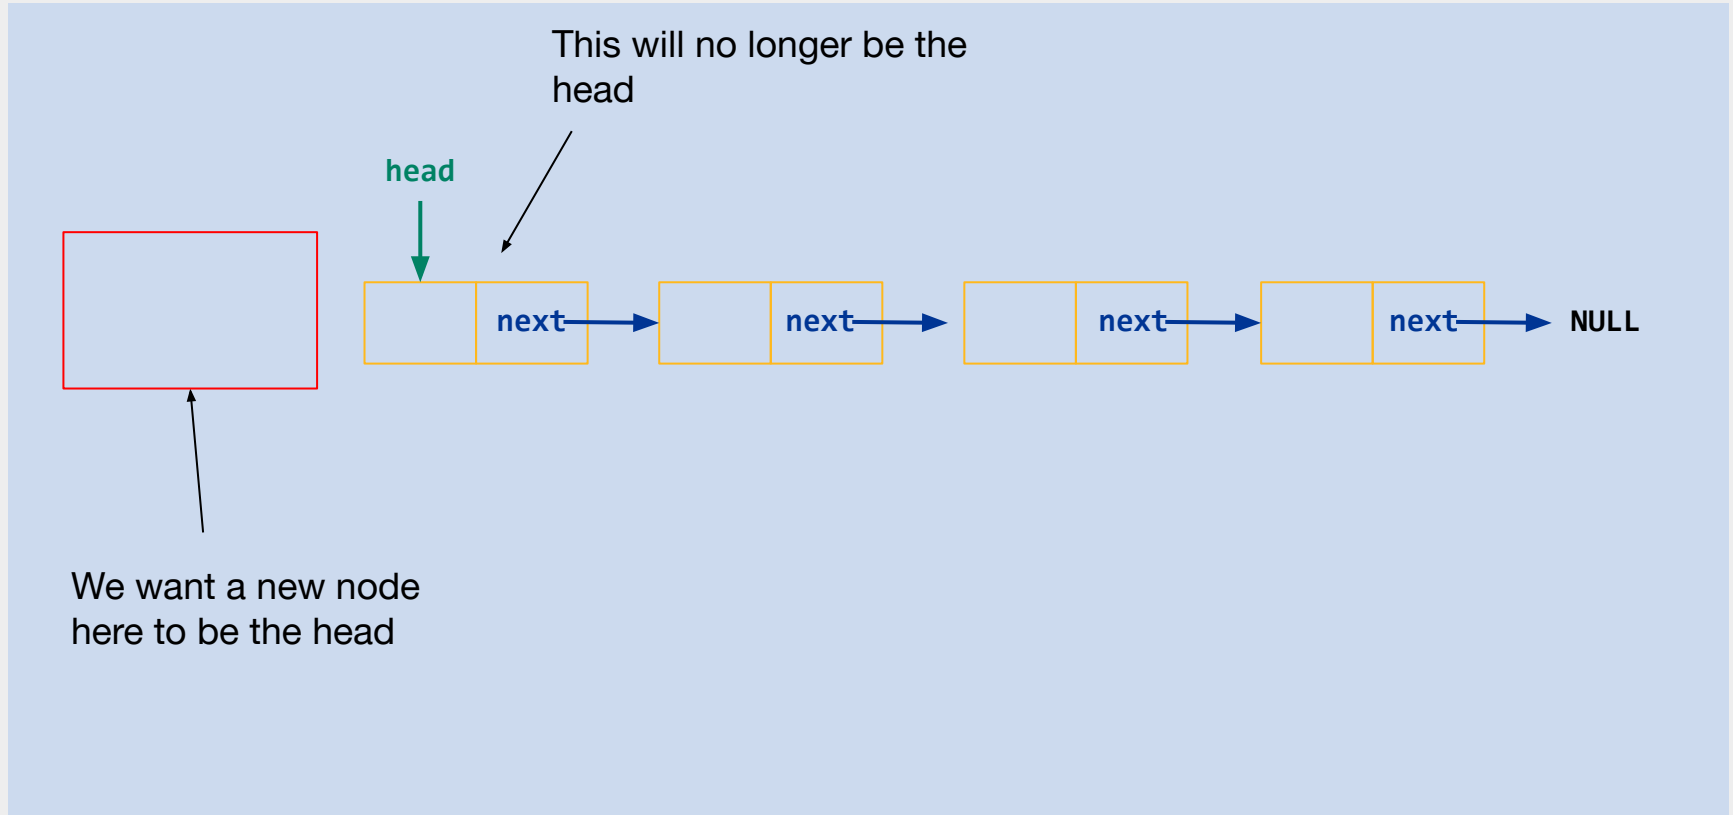 This will no longer be the
head
head
next
next
next
next
NULL
We want a new node
here to be the head